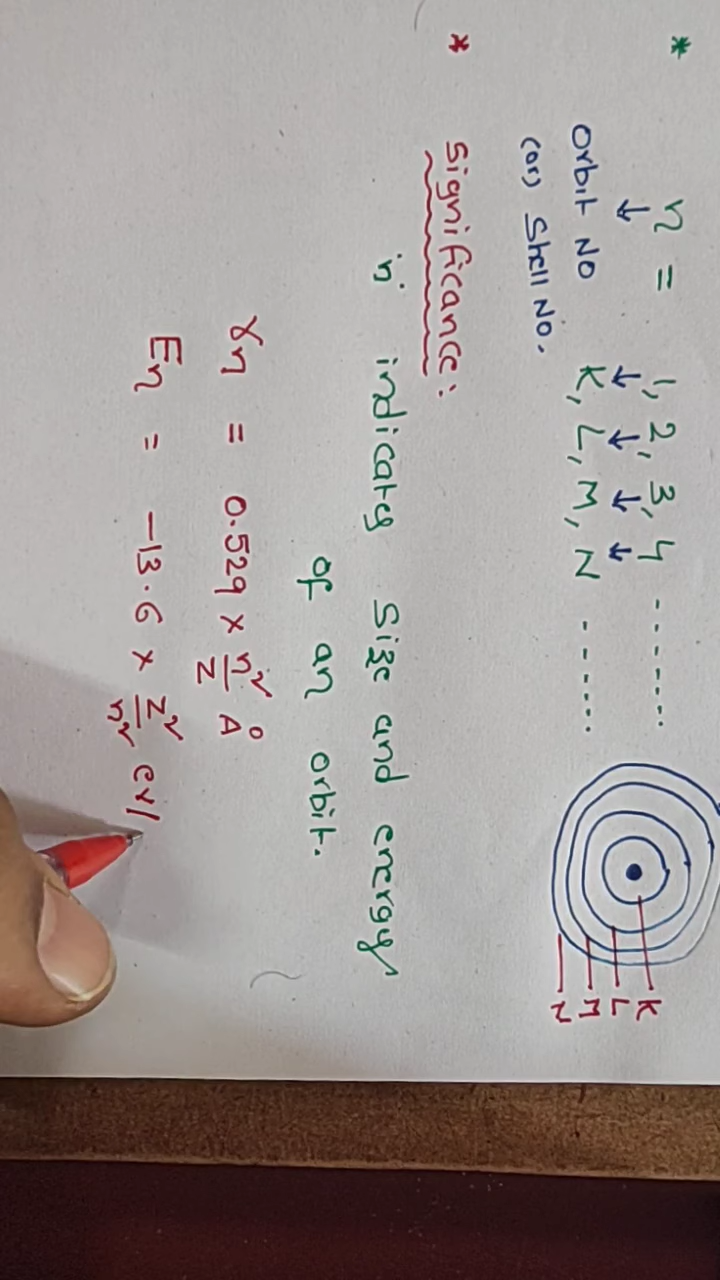 * n = 1, 2, 3, 4 -------
↓ ↓ ↓ ↓ ↓
Orbit No K, L, M, N ------
(or) Shell No.
K
L
M
N
* Significance:
'n' indicates Size and energy
of an orbit.
rn = 0.529 × n²/Z Å
En = -13.6 × Z²/n² ev/